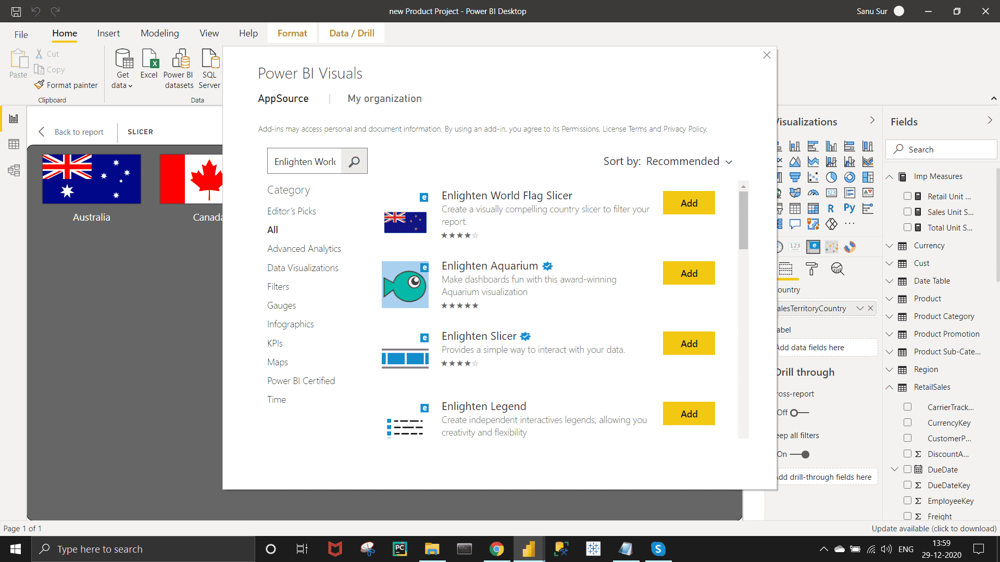 new Product Project - Power BI Desktop
Sanu Sur
File
Home
Insert
Modeling
View
Help
Format
Data / Drill
Paste
Cut
Copy
Format painter
Clipboard
Get data
Excel
Power BI datasets
SQL Server
Data
Back to report
SLICER
Australia
Canada
Power BI Visuals
AppSource | My organization
Add-ins may access personal and document information. By using an add-in, you agree to its Permissions, License Terms and Privacy Policy.
Enlighten Worl
Sort by: Recommended
Category
Editor's Picks
All
Advanced Analytics
Data Visualizations
Filters
Gauges
Infographics
KPIs
Maps
Power BI Certified
Time
Enlighten World Flag Slicer
Create a visually compelling country slicer to filter your
report.
Add
Enlighten Aquarium
Make dashboards fun with this award-winning
Aquarium visualization
Add
Enlighten Slicer
Provides a simple way to interact with your data.
Add
Enlighten Legend
Create independent interactives legends, allowing you
creativity and flexibility
Add
Visualizations
123
R
Py
123
e
ountry
alesTerritoryCountry
abel
Add data fields here
Drill through
ross-report
Off
eep all filters
On
Add drill-through fields here
Fields
Search
Imp Measures
Retail Unit ...
Sales Unit S...
Total Unit S...
Currency
Cust
Date Table
Product
Product Category
Product Promotion
Product Sub-Cate...
Region
RetailSales
CarrierTrack...
CurrencyKey
CustomerP...
DiscountA...
DueDate
DueDateKey
EmployeeKey
Freight
Page 1 of 1
Update available (click to download)
Type here to search
PC
S
ENG
13:59
29-12-2020